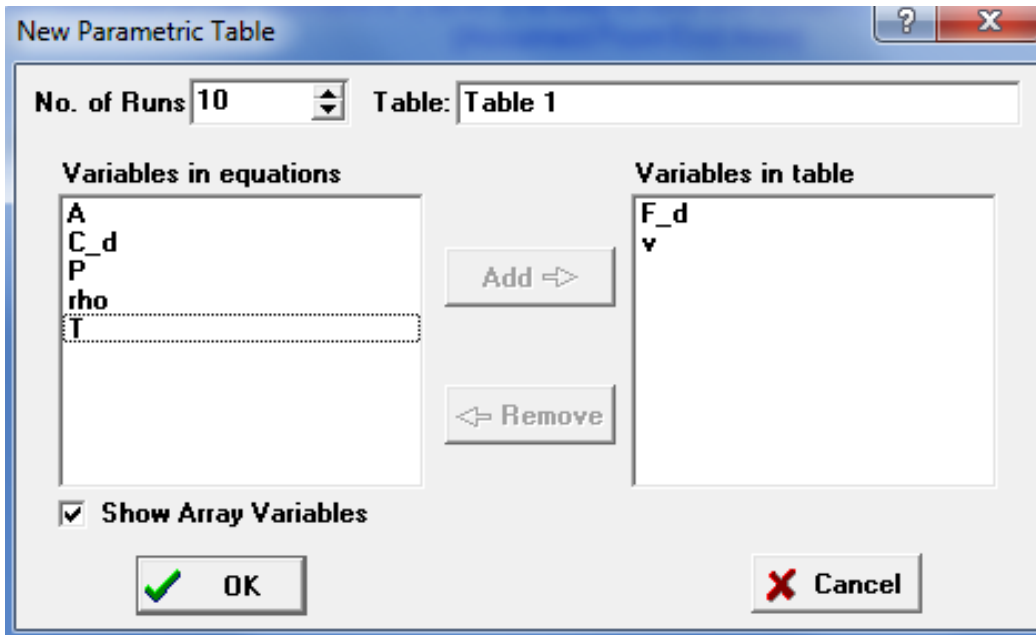 New Parametric Table
?
No. of Runs 10 Table: Table 1
Variables in equations
A
C_d
P
rho
T
Add
Remove
Variables in table
F_d
v
Show Array Variables
OK
Cancel